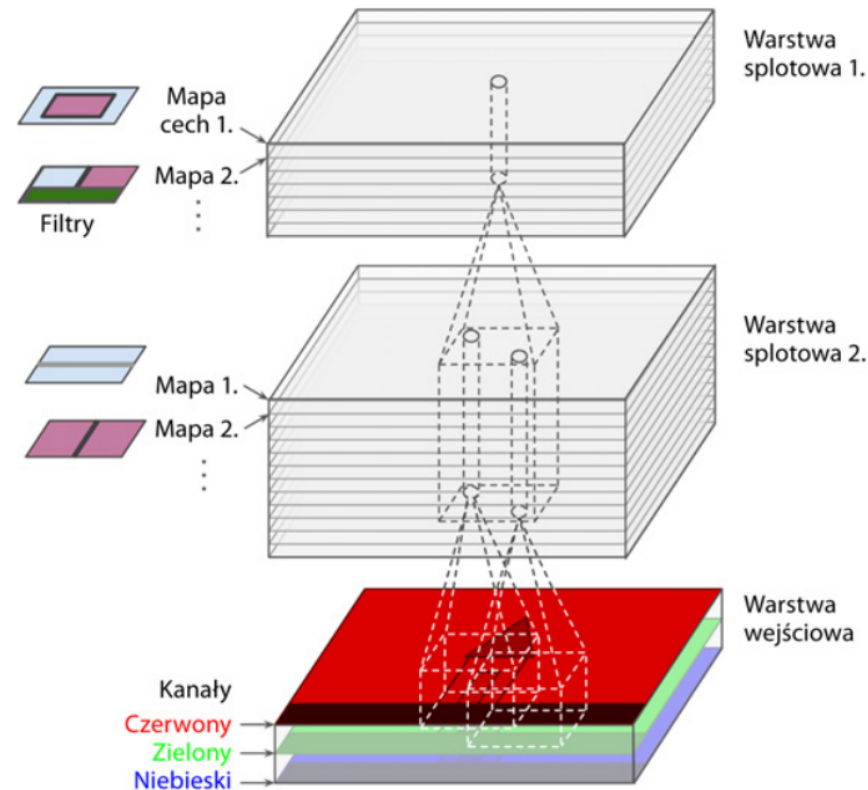 Warstwa
splotowa 1.
Mapa
cech 1.
Mapa 2.
Filtry
Warstwa
splotowa 2.
Mapa 1.
Mapa 2.
Warstwa
wejściowa
Kanały
Czerwony
Zielony
Niebieski